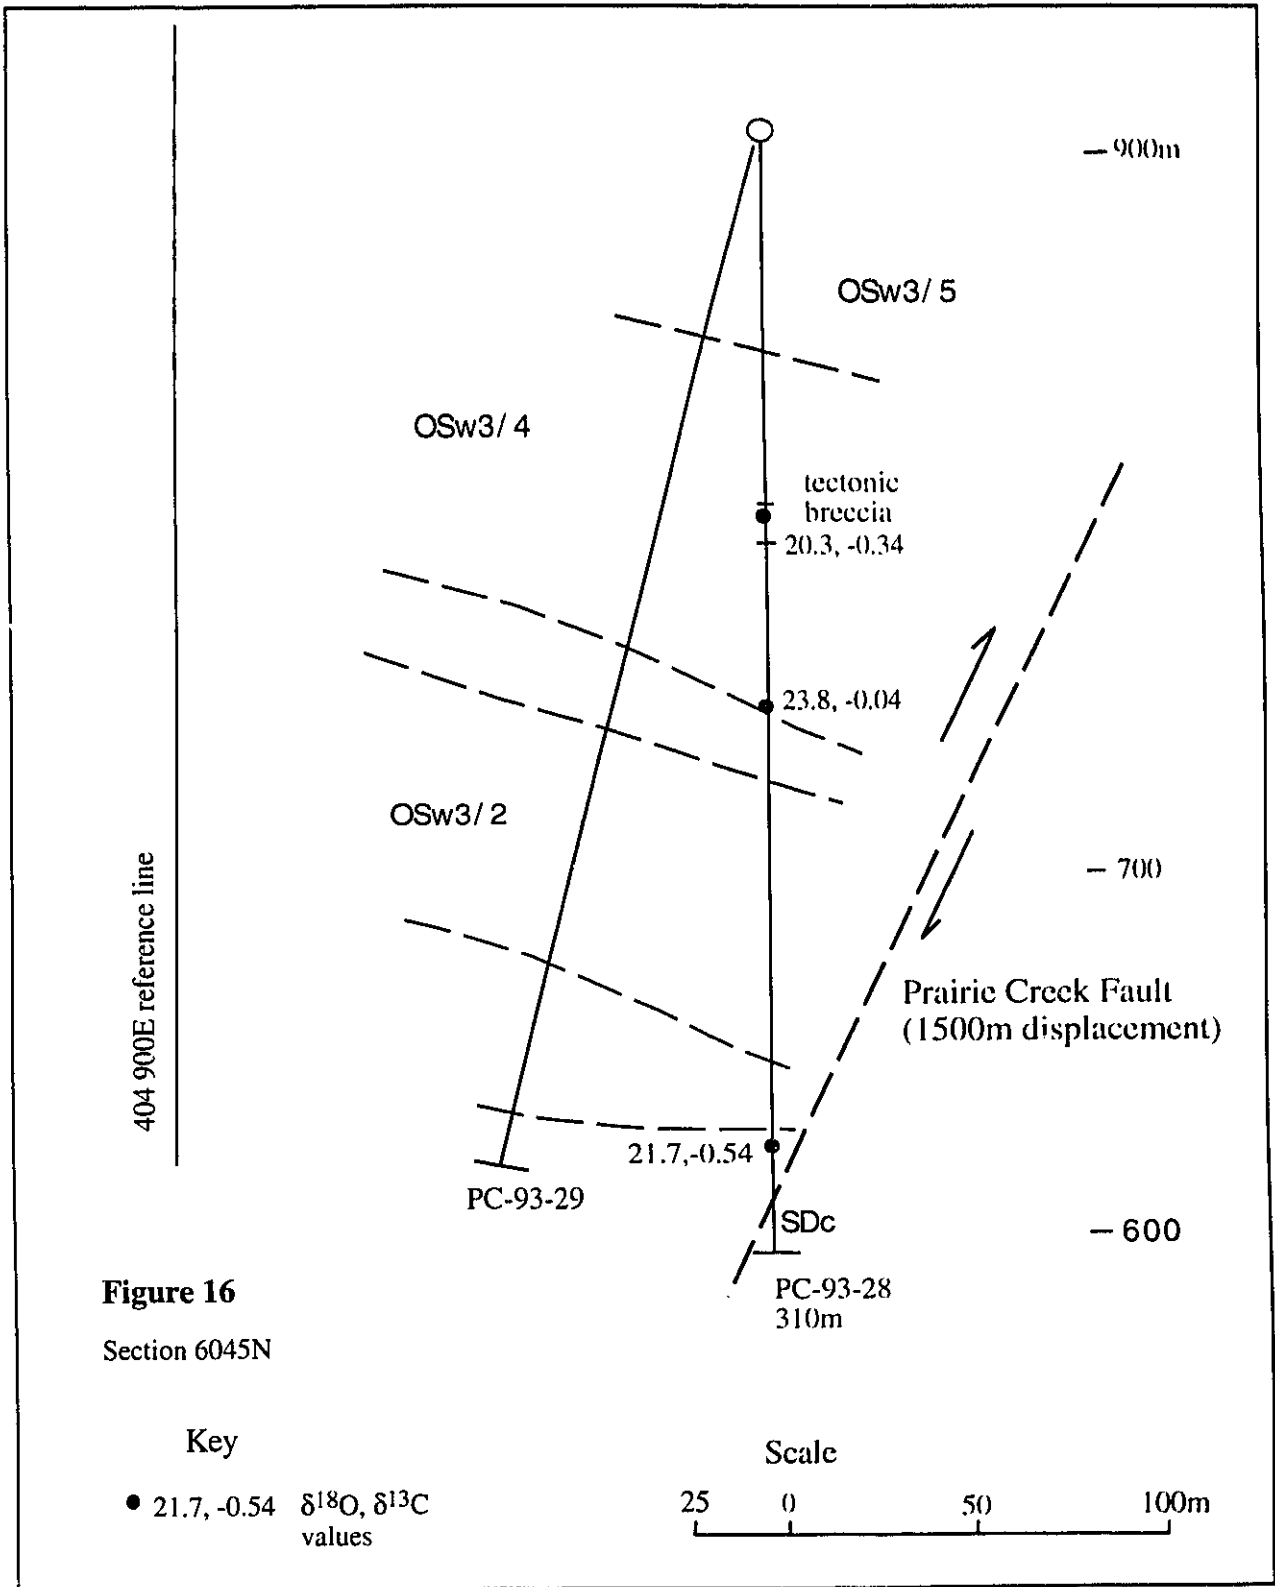 900m
OSw3/5
OSw3/4
tectonic
breccia
20.3, -0.34
23.8, -0.04
OSw3/2
700
404 900E reference line
Prairie Creek Fault
(1500m displacement)
21.7,-0.54
PC-93-29
SDc
600
PC-93-28
310m
Figure 16
Section 6045N
Key
21.7, -0.54 δ18O, δ13C
values
Scale
25 0 50 100m